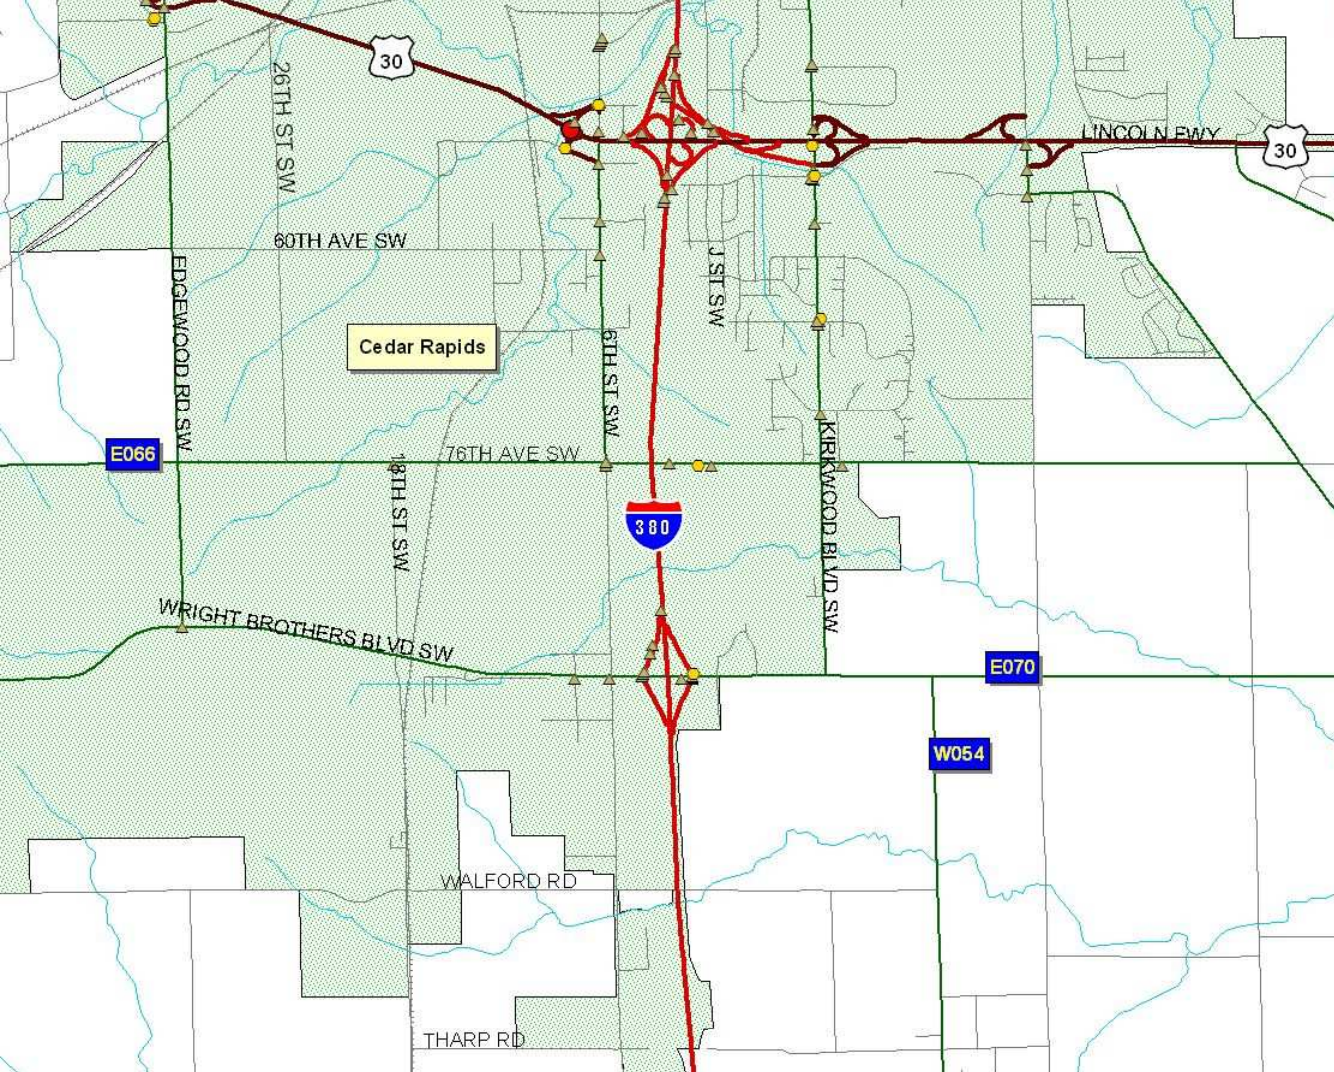 30
LINCOLN FWY
30
26TH ST SW
60TH AVE SW
EDGEWOOD RD SW
J ST SW
Cedar Rapids
6TH ST SW
E066
76TH AVE SW
18TH ST SW
KIRKWOOD BLVD SW
380
WRIGHT BROTHERS BLVD SW
E070
W054
WALFORD RD
THARP RD